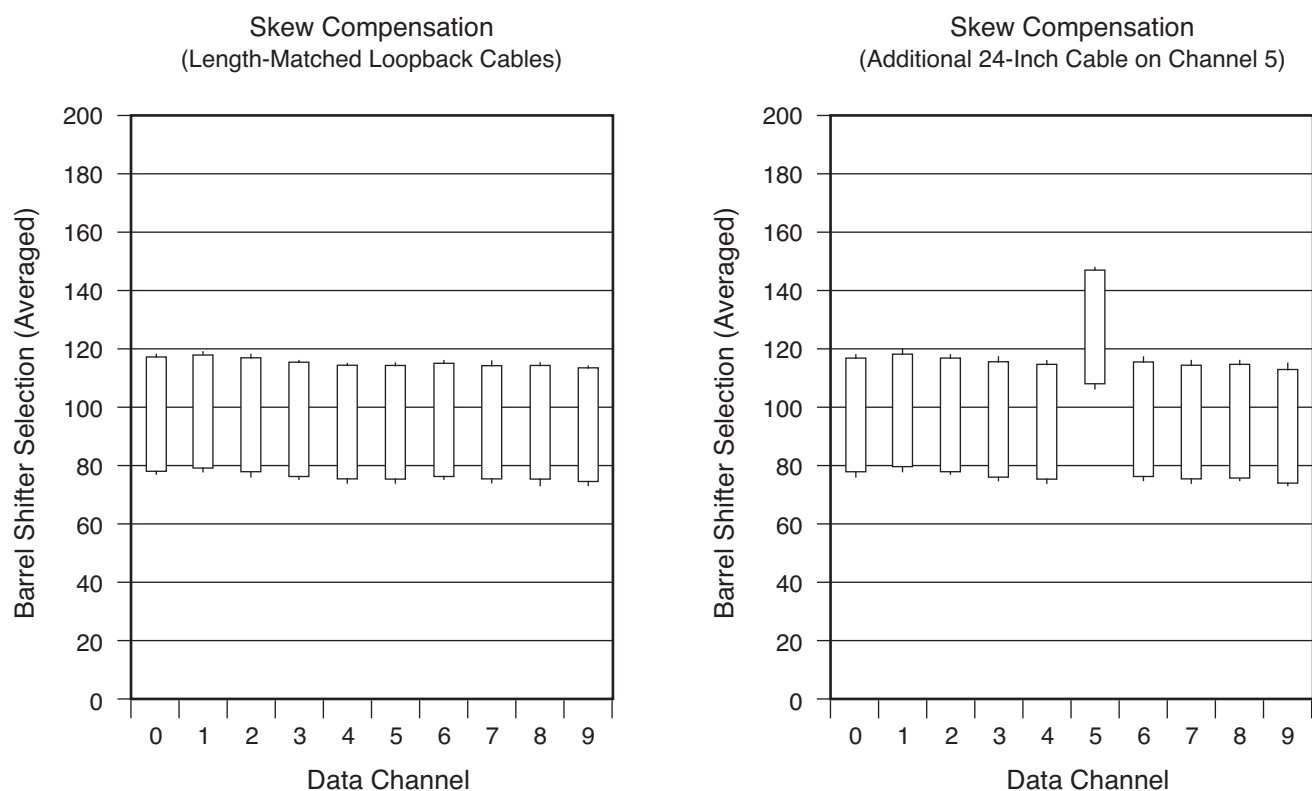 Skew Compensation
(Length-Matched Loopback Cables)
Barrel Shifter Selection (Averaged)
200
180
160
140
120
100
80
60
40
20
0
0 1 2 3 4 5 6 7 8 9
Data Channel
Skew Compensation
(Additional 24-Inch Cable on Channel 5)
Barrel Shifter Selection (Averaged)
200
180
160
140
120
100
80
60
40
20
0
0 1 2 3 4 5 6 7 8 9
Data Channel